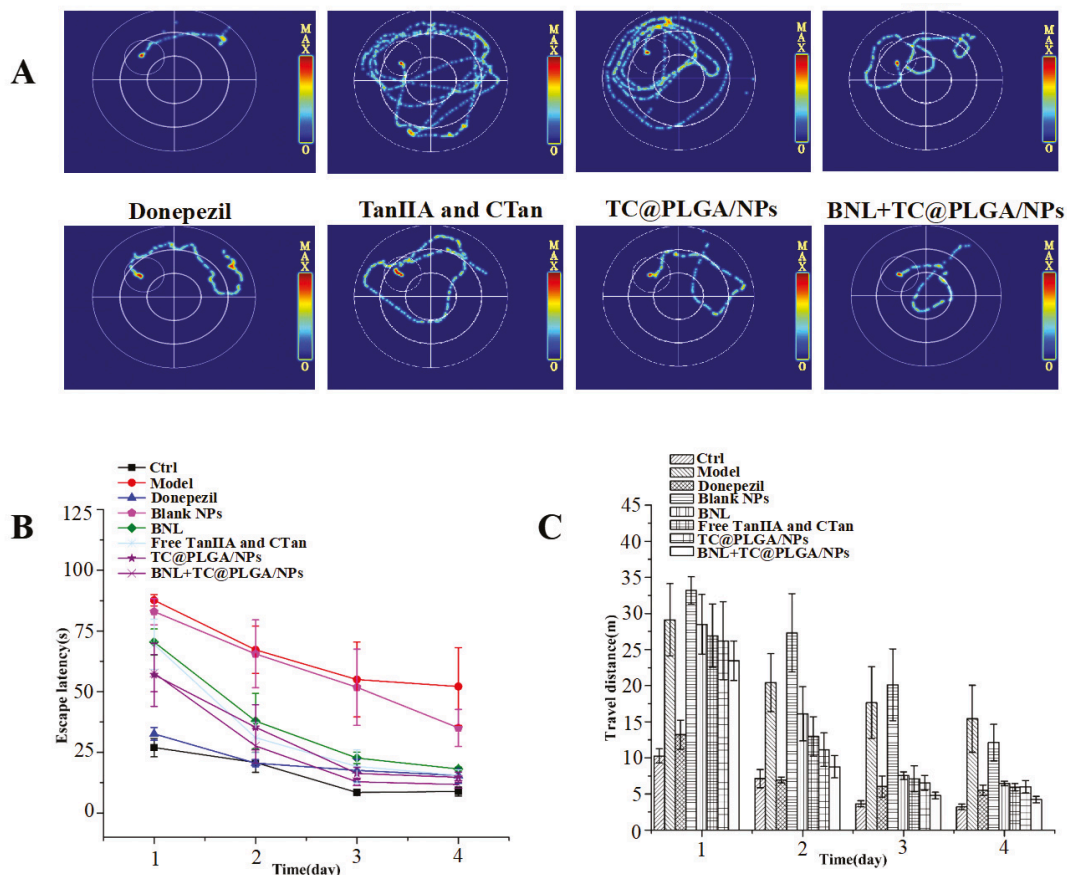 A
MAX
0
MAX
0
MAX
0
MAX
0
Donepezil
TanIIA and CTan
TC@PLGA/NPs
BNL+TC@PLGA/NPs
MAX
0
MAX
0
MAX
0
MAX
0
B
Ctrl
Model
Donepezil
Blank NPs
BNL
Free TanIIA and CTan
TC@PLGA/NPs
BNL+TC@PLGA/NPs
125
100
75
50
25
0
Escape latency(s)
1 2 3 4
Time(day)
C
Ctrl
Model
Donepezil
Blank NPs
BNL
Free TanIIA and CTan
TC@PLGA/NPs
BNL+TC@PLGA/NPs
45
40
35
30
25
20
15
10
5
0
Travel distance(m)
1 2 3 4
Time(day)